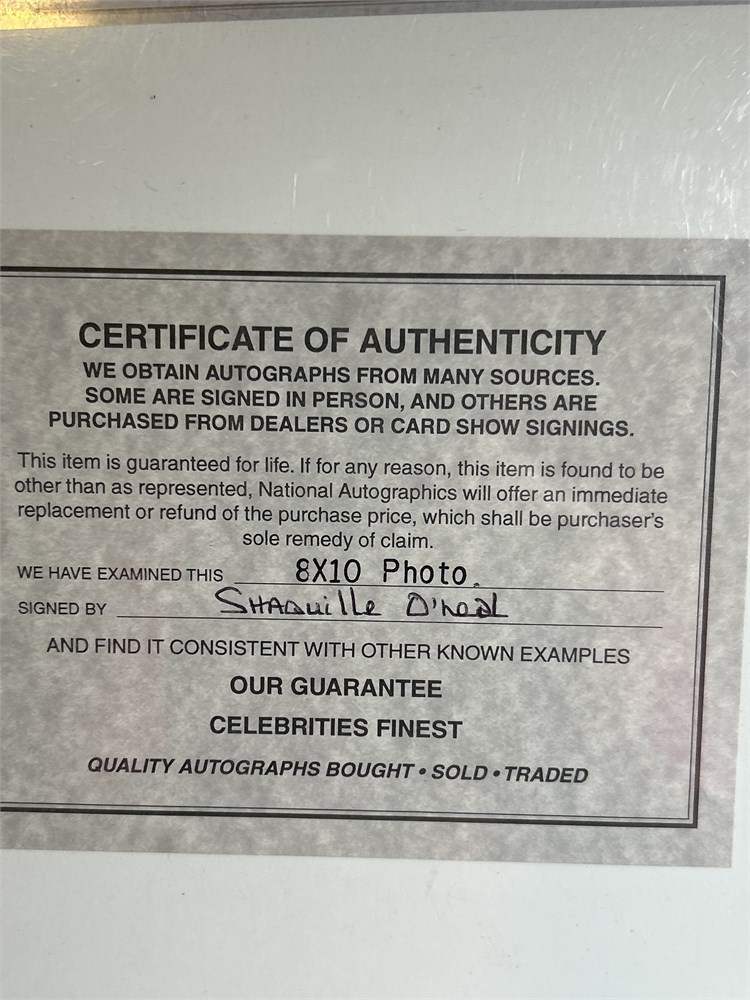 CERTIFICATE OF AUTHENTICITY
WE OBTAIN AUTOGRAPHS FROM MANY SOURCES.
SOME ARE SIGNED IN PERSON, AND OTHERS ARE
PURCHASED FROM DEALERS OR CARD SHOW SIGNINGS.
This item is guaranteed for life. If for any reason, this item is found to be
other than as represented, National Autographics will offer an immediate
replacement or refund of the purchase price, which shall be purchaser's
sole remedy of claim.
WE HAVE EXAMINED THIS 8X10 Photo.
SIGNED BY SHAQuille O'neal
AND FIND IT CONSISTENT WITH OTHER KNOWN EXAMPLES
OUR GUARANTEE
CELEBRITIES FINEST
QUALITY AUTOGRAPHS BOUGHT • SOLD • TRADED